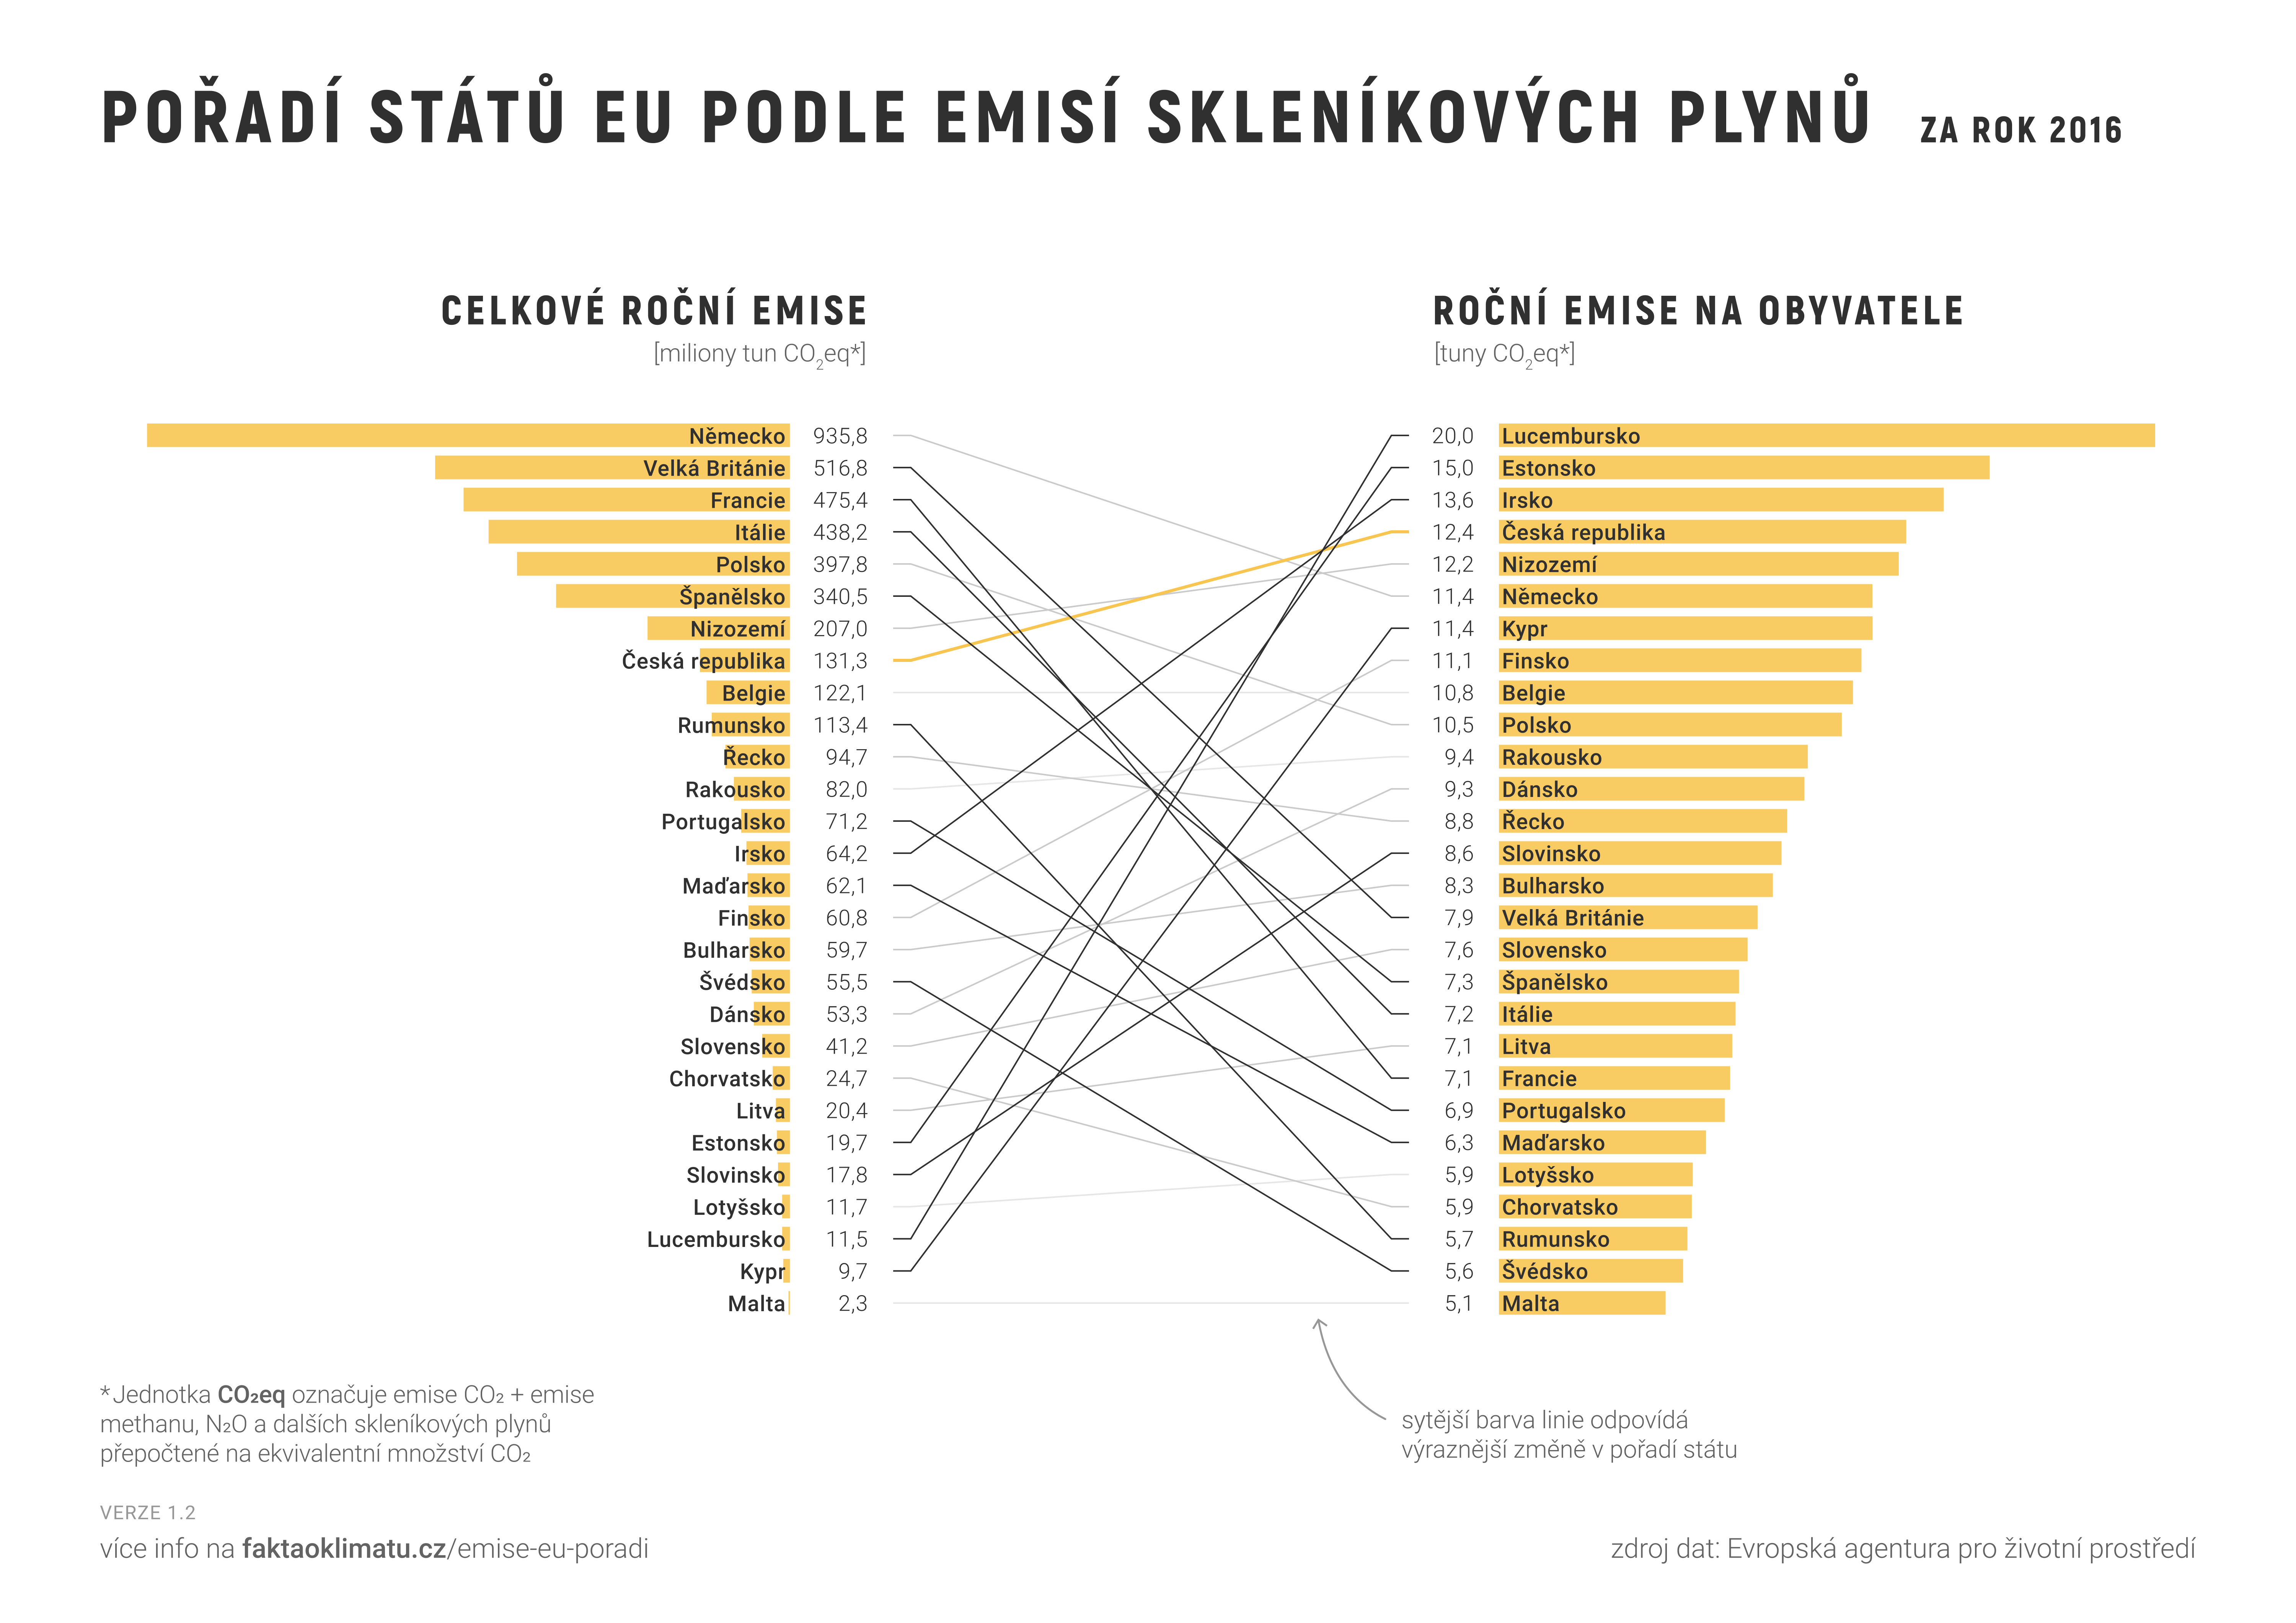 POŘADÍ STÁTŮ EU PODLE EMISÍ SKLENÍKOVÝCH PLYNŮ ZA ROK 2016
CELKOVÉ ROČNÍ EMISE
[miliony tun CO₂eq*]
Německo 935,8
Velká Británie 516,8
Francie 475,4
Itálie 438,2
Polsko 397,8
Španělsko 340,5
Nizozemí 207,0
Česká republika 131,3
Belgie 122,1
Rumunsko 113,4
Řecko 94,7
Rakousko 82,0
Portugalsko 71,2
Irsko 64,2
Maďarsko 62,1
Finsko 60,8
Bulharsko 59,7
Švédsko 55,5
Dánsko 53,3
Slovensko 41,2
Chorvatsko 24,7
Litva 20,4
Estonsko 19,7
Slovinsko 17,8
Lotyšsko 11,7
Lucembursko 11,5
Kypr 9,7
Malta 2,3
ROČNÍ EMISE NA OBYVATELE
[tuny CO₂eq*]
20,0 Lucembursko
15,0 Estonsko
13,6 Irsko
12,4 Česká republika
12,2 Nizozemí
11,4 Německo
11,4 Kypr
11,1 Finsko
10,8 Belgie
10,5 Polsko
9,4 Rakousko
9,3 Dánsko
8,8 Řecko
8,6 Slovinsko
8,3 Bulharsko
7,9 Velká Británie
7,6 Slovensko
7,3 Španělsko
7,2 Itálie
7,1 Litva
7,1 Francie
6,9 Portugalsko
6,3 Maďarsko
5,9 Lotyšsko
5,9 Chorvatsko
5,7 Rumunsko
5,6 Švédsko
5,1 Malta
*Jednotka CO₂eq označuje emise CO₂ + emise
methanu, N₂O a dalších skleníkových plynů
přepočtené na ekvivalentní množství CO₂
sytější barva linie odpovídá
výraznější změně v pořadí státu
VERZE 1.2
více info na faktaoklimatu.cz/emise-eu-poradi
zdroj dat: Evropská agentura pro životní prostředí